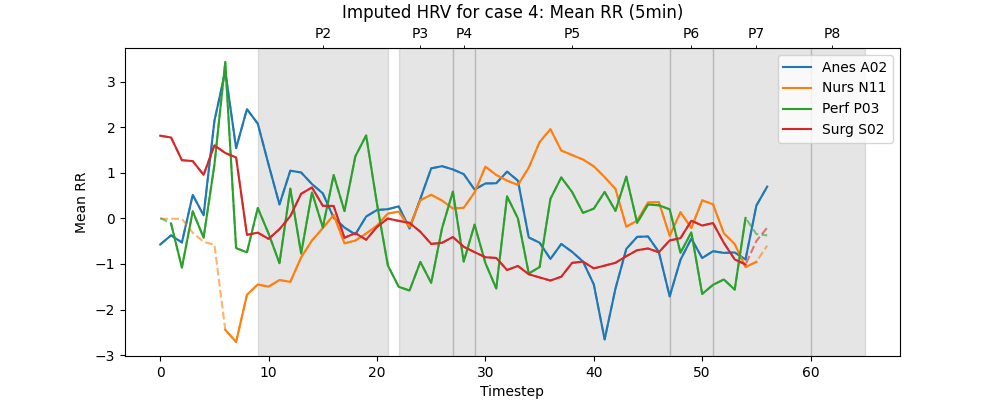 Imputed HRV for case 4: Mean RR (5min)
P2 P3 P4 P5 P6 P7 P8
Anes A02
Nurs N11
Perf P03
Surg S02
3
2
1
0
−1
−2
−3
Mean RR
0 10 20 30 40 50 60
Timestep